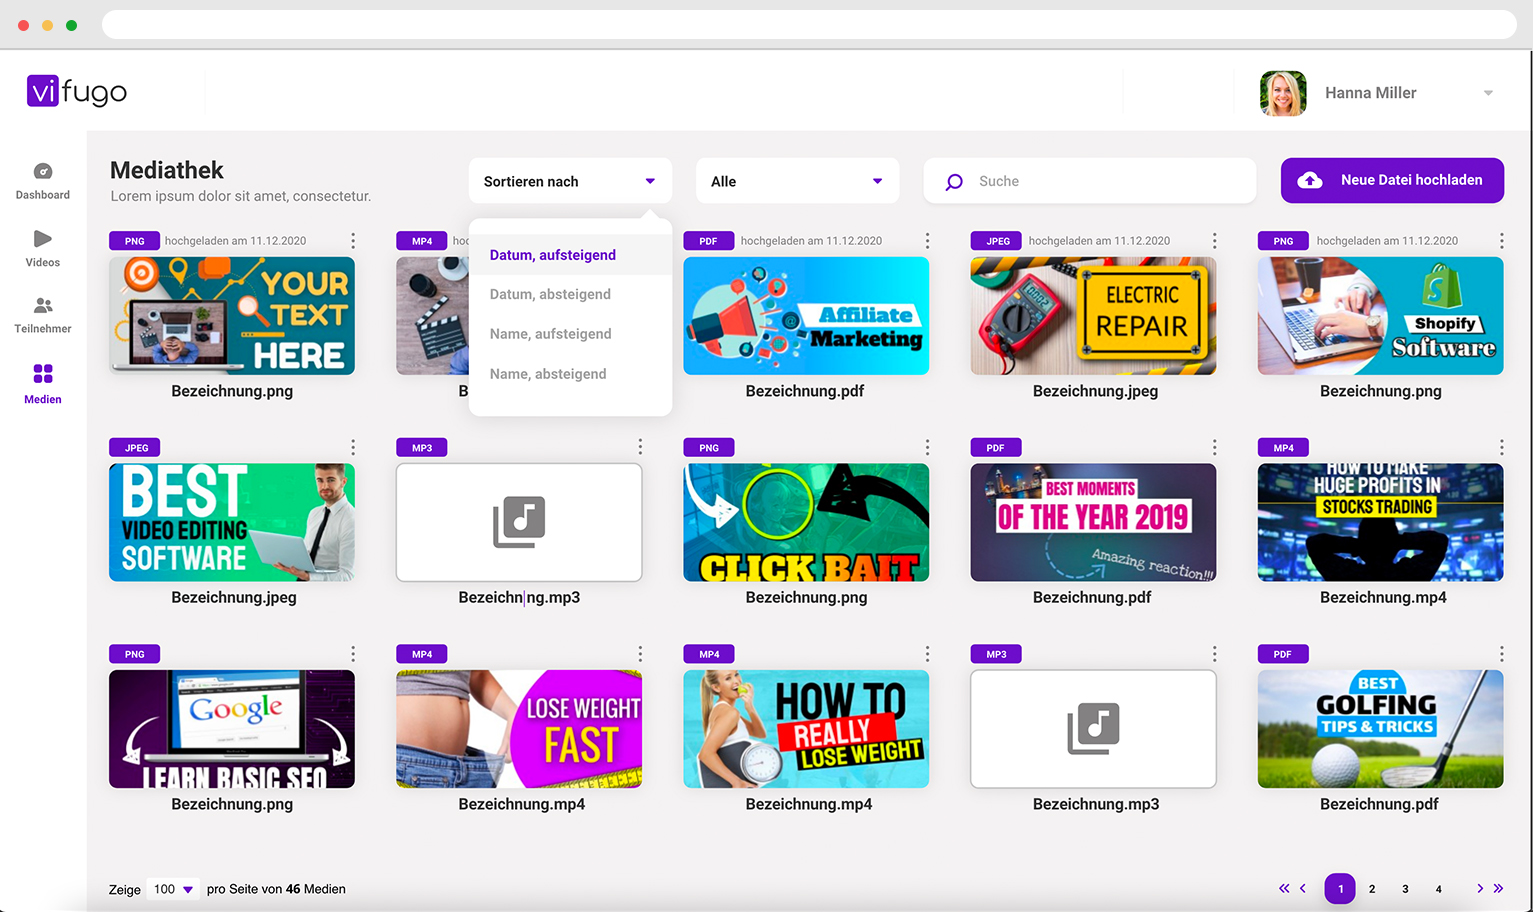 vifugo
Hanna Miller
Dashboard
Videos
Teilnehmer
Medien
Mediathek
Lorem ipsum dolor sit amet, consectetur.
Sortieren nach
Alle
Suche
Neue Datei hochladen
Datum, aufsteigend
Datum, absteigend
Name, aufsteigend
Name, absteigend
PNG hochgeladen am 11.12.2020
YOUR
TEXT
HERE
Bezeichnung.png
MP4
PDF hochgeladen am 11.12.2020
Affiliate
Marketing
Bezeichnung.pdf
JPEG hochgeladen am 11.12.2020
ELECTRIC
REPAIR
Bezeichnung.jpeg
PNG hochgeladen am 11.12.2020
Shopify
Software
Bezeichnung.png
JPEG
BEST
VIDEO EDITING
SOFTWARE
Bezeichnung.jpeg
MP3
Bezeichnng.mp3
PNG
CLICK BAIT
Bezeichnung.png
PDF
BEST MOMENTS
OF THE YEAR 2019
Amazing reaction!!!
Bezeichnung.pdf
MP4
HOW TO MAKE
HUGE PROFITS IN
STOCKS TRADING
Bezeichnung.mp4
PNG
Google
LEARN BASIC SEO
Bezeichnung.png
MP4
LOSE WEIGHT
FAST
Bezeichnung.mp4
MP4
HOW TO
REALLY
LOSE WEIGHT
Bezeichnung.mp4
MP3
Bezeichnung.mp3
PDF
BEST
GOLFING
TIPS & TRICKS
Bezeichnung.pdf
Zeige 100 pro Seite von 46 Medien
1 2 3 4